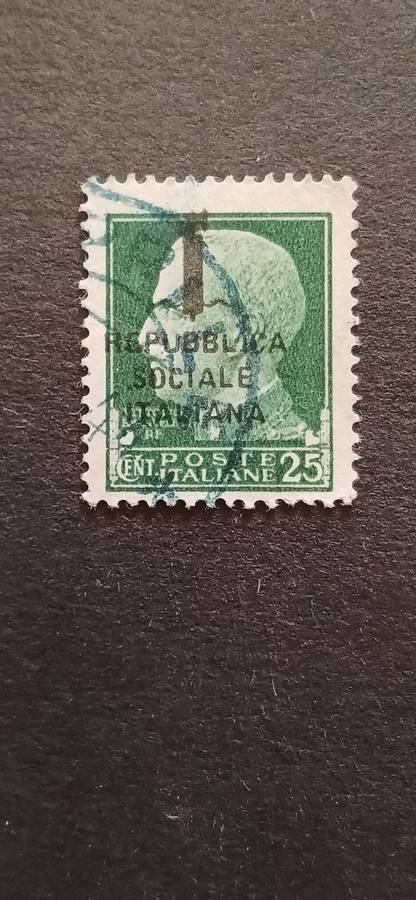 REPUBBLICA
SOCIALE
ITALIANA
CENT. POSTE
ITALIANE 25